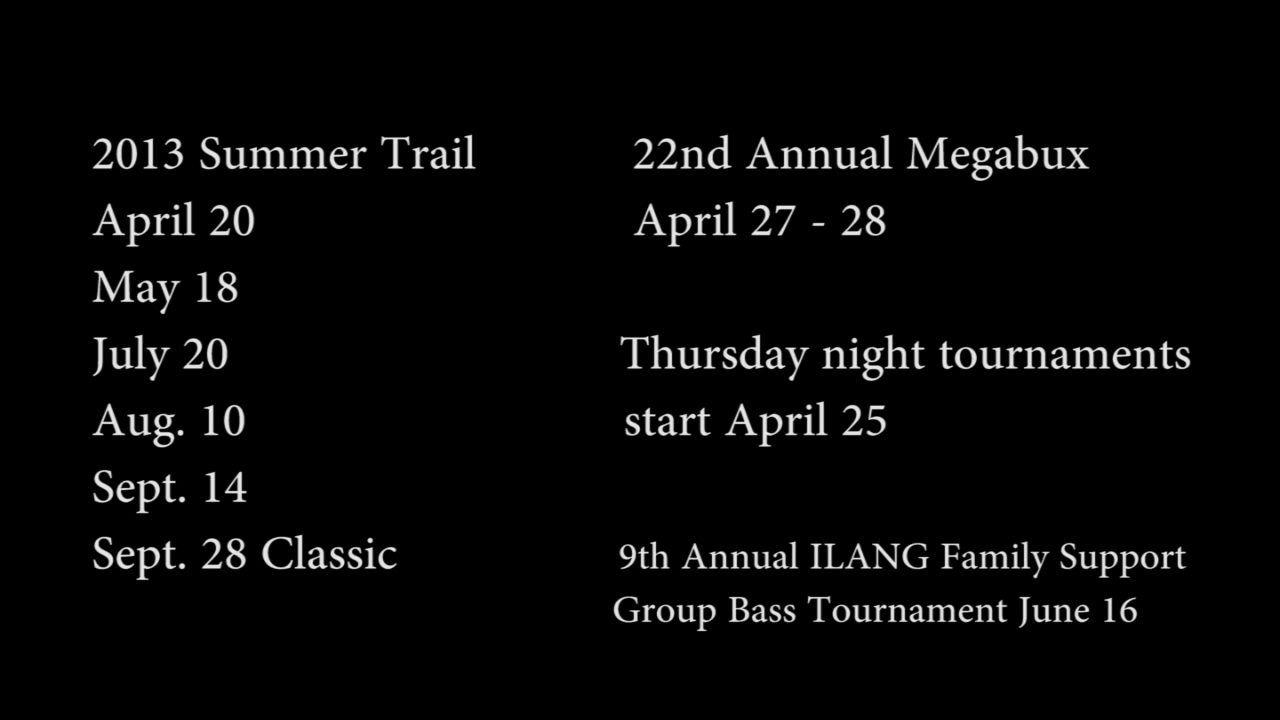 2013 Summer Trail
April 20
May 18
July 20
Aug. 10
Sept. 14
Sept. 28 Classic
22nd Annual Megabux
April 27 - 28
Thursday night tournaments
start April 25
9th Annual ILANG Family Support
Group Bass Tournament June 16